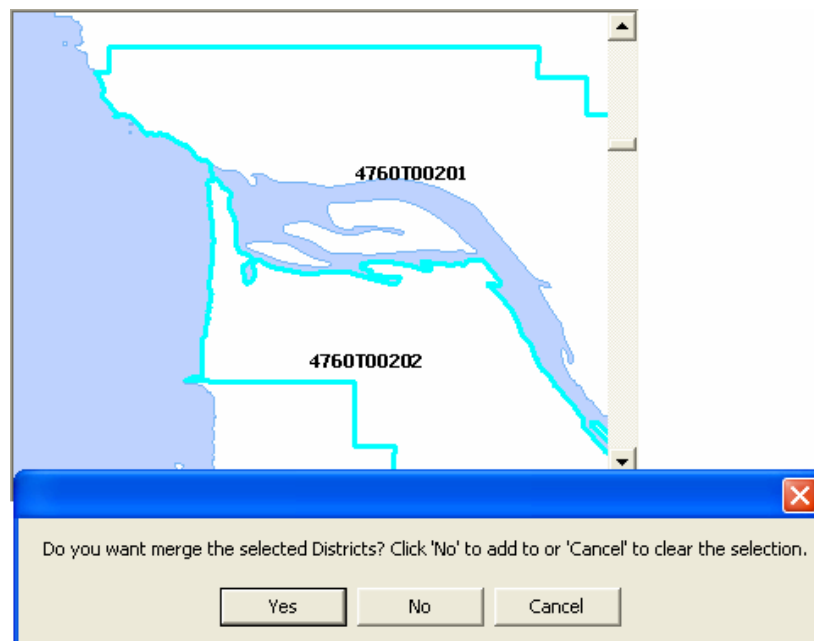 4760T00201
4760T00202
Do you want merge the selected Districts? Click 'No' to add to or 'Cancel' to clear the selection.
Yes
No
Cancel